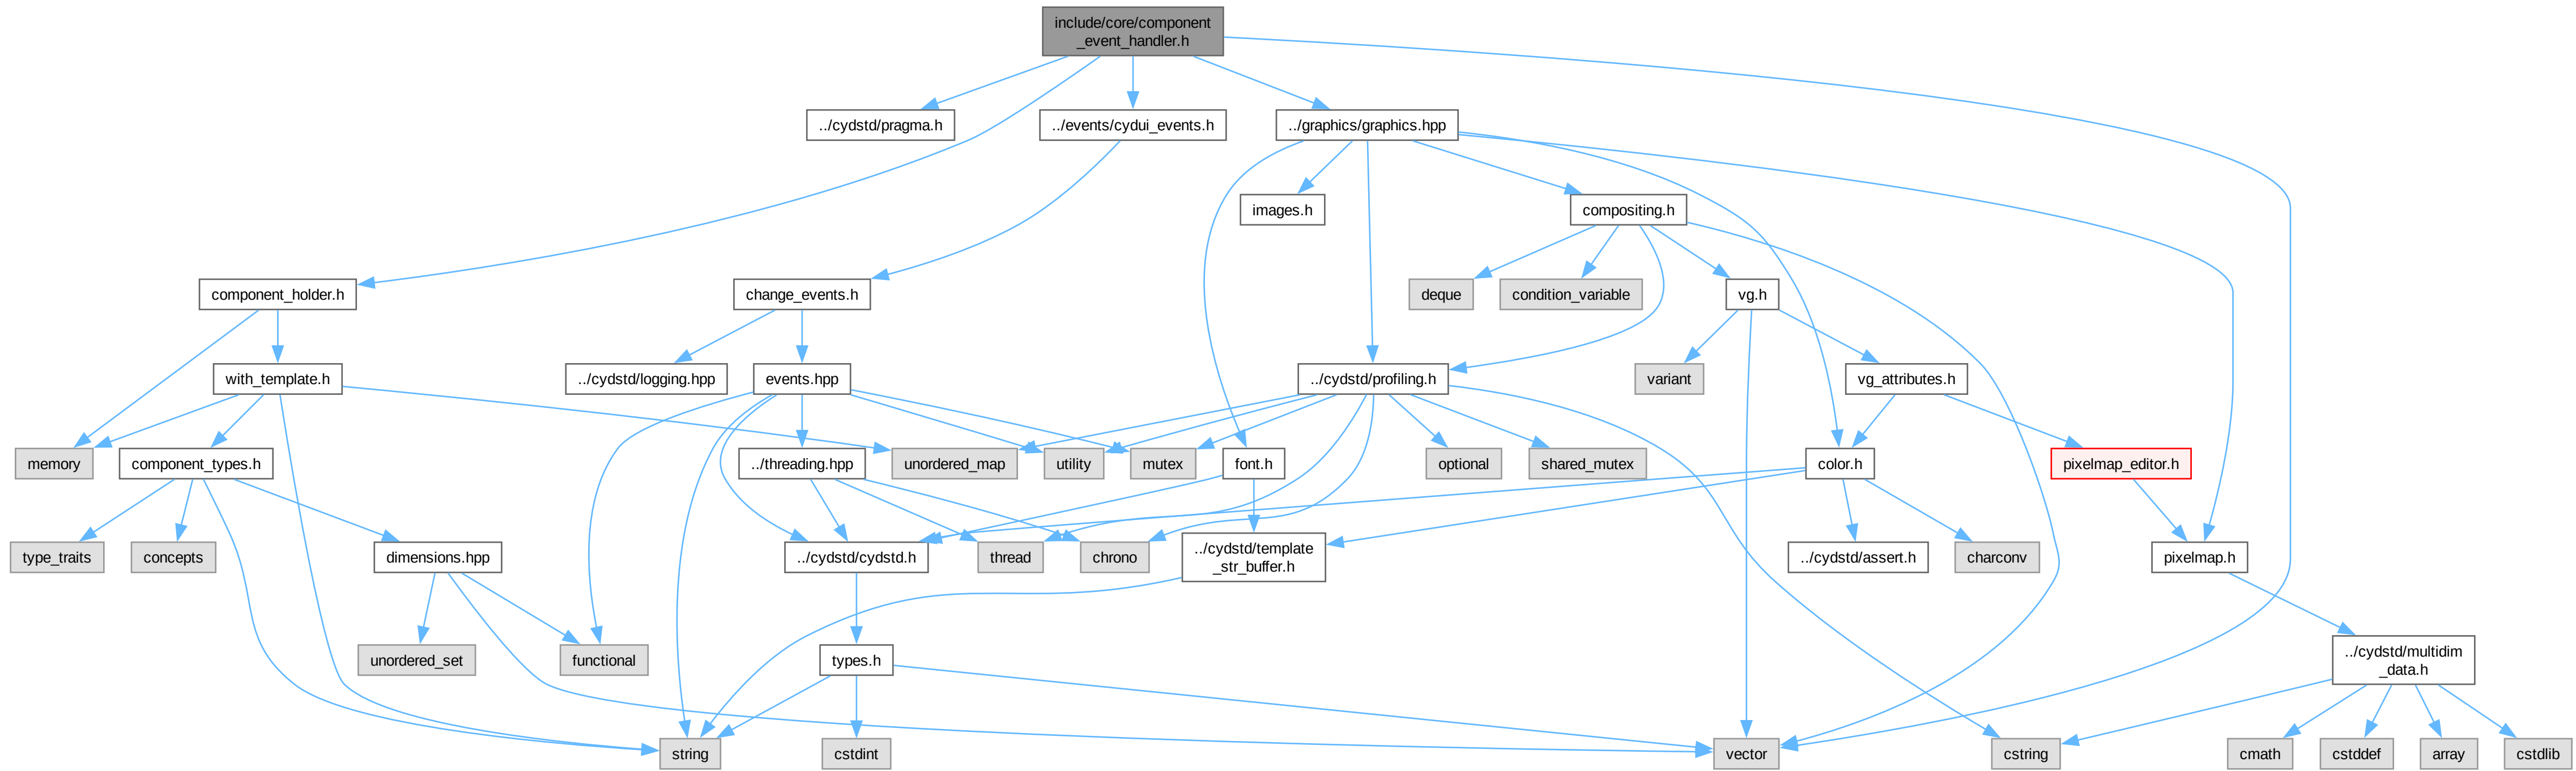 include/core/component
_event_handler.h
../cydstd/pragma.h
../events/cydui_events.h
../graphics/graphics.hpp
images.h
compositing.h
component_holder.h
change_events.h
deque
condition_variable
vg.h
with_template.h
../cydstd/logging.hpp
events.hpp
../cydstd/profiling.h
variant
vg_attributes.h
memory
component_types.h
../threading.hpp
unordered_map
utility
mutex
font.h
optional
shared_mutex
color.h
pixelmap_editor.h
type_traits
concepts
dimensions.hpp
../cydstd/cydstd.h
thread
chrono
../cydstd/template
_str_buffer.h
../cydstd/assert.h
charconv
pixelmap.h
unordered_set
functional
types.h
../cydstd/multidim
_data.h
string
cstdint
vector
cstring
cmath
cstddef
array
cstdlib